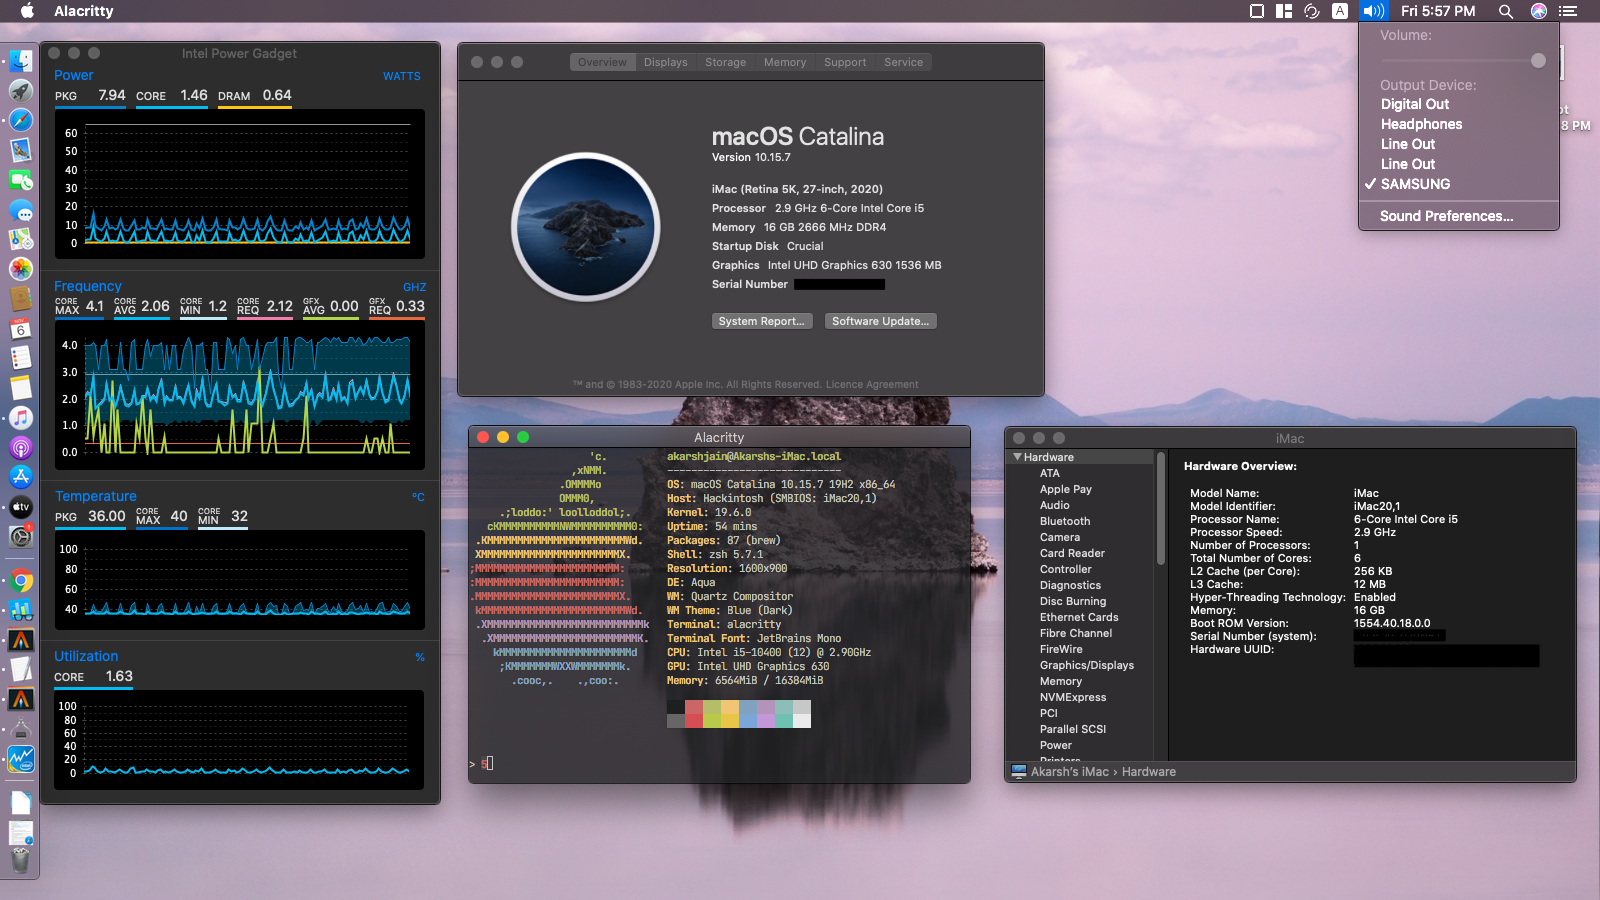 Alacritty
A
Fri 5:57 PM
Volume:
Output Device:
Digital Out
Headphones
Line Out
Line Out
✓ SAMSUNG
Sound Preferences...
8 PM
NOV
6
1
tv
Intel Power Gadget
Power WATTS
PKG 7.94 CORE 1.46 DRAM 0.64
60
50
40
30
20
10
0
Frequency GHZ
CORE MAX 4.1 CORE AVG 2.06 CORE MIN 1.2 CORE REQ 2.12 GFX AVG 0.00 GFX REQ 0.33
4.0
3.0
2.0
1.0
0.0
Temperature °C
PKG 36.00 CORE MAX 40 CORE MIN 32
100
80
60
40
Utilization %
CORE 1.63
100
80
60
40
20
0
Overview Displays Storage Memory Support Service
macOS Catalina
Version 10.15.7
iMac (Retina 5K, 27-inch, 2020)
Processor 2.9 GHz 6-Core Intel Core i5
Memory 16 GB 2666 MHz DDR4
Startup Disk Crucial
Graphics Intel UHD Graphics 630 1536 MB
Serial Number
System Report... Software Update...
™ and © 1983-2020 Apple Inc. All Rights Reserved. Licence Agreement
Alacritty
akarshjain@Akarshs-iMac.local
-----------------------------
OS: macOS Catalina 10.15.7 19H2 x86_64
Host: Hackintosh (SMBIOS: iMac20,1)
Kernel: 19.6.0
Uptime: 54 mins
Packages: 87 (brew)
Shell: zsh 5.7.1
Resolution: 1600x900
DE: Aqua
WM: Quartz Compositor
WM Theme: Blue (Dark)
Terminal: alacritty
Terminal Font: JetBrains Mono
CPU: Intel i5-10400 (12) @ 2.90GHz
GPU: Intel UHD Graphics 630
Memory: 6564MiB / 16384MiB
> 5
iMac
Hardware
ATA
Apple Pay
Audio
Bluetooth
Camera
Card Reader
Controller
Diagnostics
Disc Burning
Ethernet Cards
Fibre Channel
FireWire
Graphics/Displays
Memory
NVMExpress
PCI
Parallel SCSI
Power
Printers
Hardware Overview:
Model Name: iMac
Model Identifier: iMac20,1
Processor Name: 6-Core Intel Core i5
Processor Speed: 2.9 GHz
Number of Processors: 1
Total Number of Cores: 6
L2 Cache (per Core): 256 KB
L3 Cache: 12 MB
Hyper-Threading Technology: Enabled
Memory: 16 GB
Boot ROM Version: 1554.40.18.0.0
Serial Number (system):
Hardware UUID:
Akarsh's iMac › Hardware